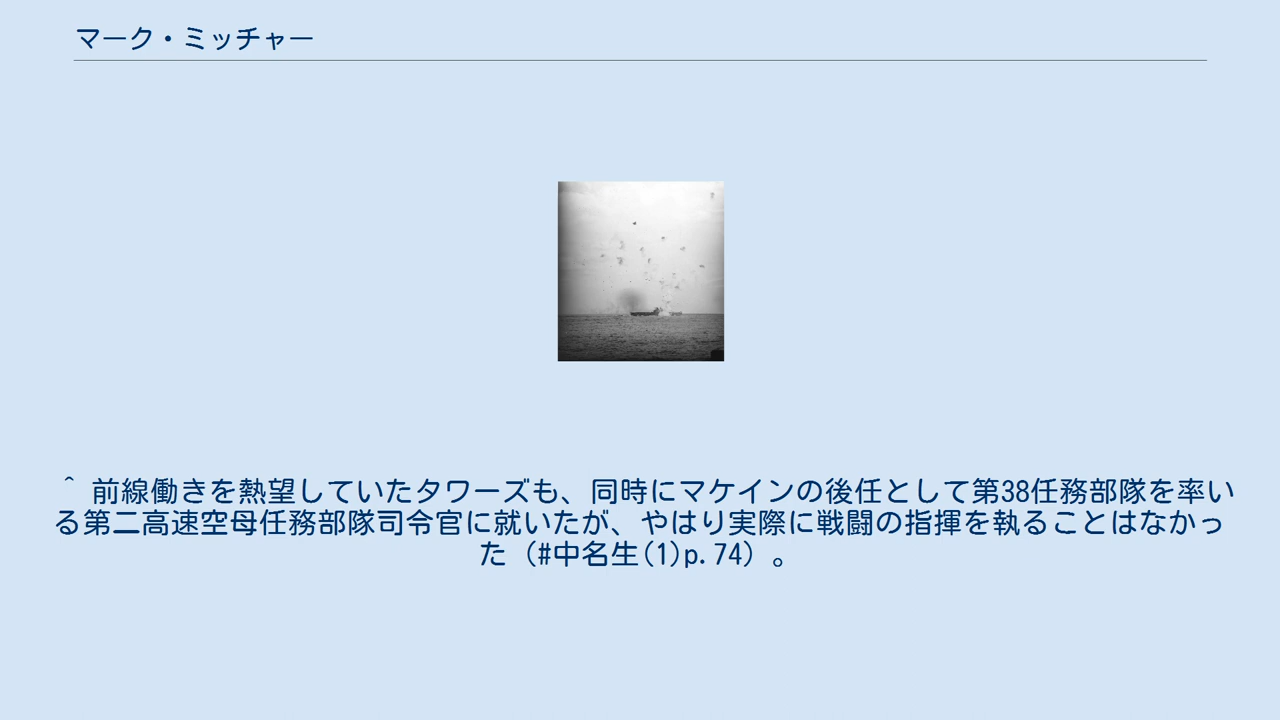 マーク・ミッチャー
^ 前線働きを熱望していたタワーズも、同時にマケインの後任として第38任務部隊を率い
る第二高速空母任務部隊司令官に就いたが、やはり実際に戦闘の指揮を執ることはなかっ
た（#中名生(1)p.74）。